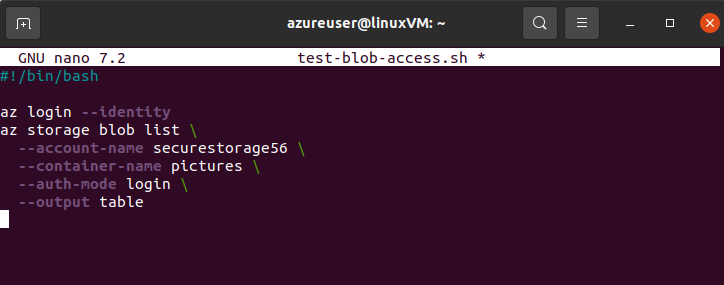 azureuser@linuxVM: ~
GNU nano 7.2 test-blob-access.sh *
#!/bin/bash
az login --identity
az storage blob list \
--account-name securestorage56 \
--container-name pictures \
--auth-mode login \
--output table